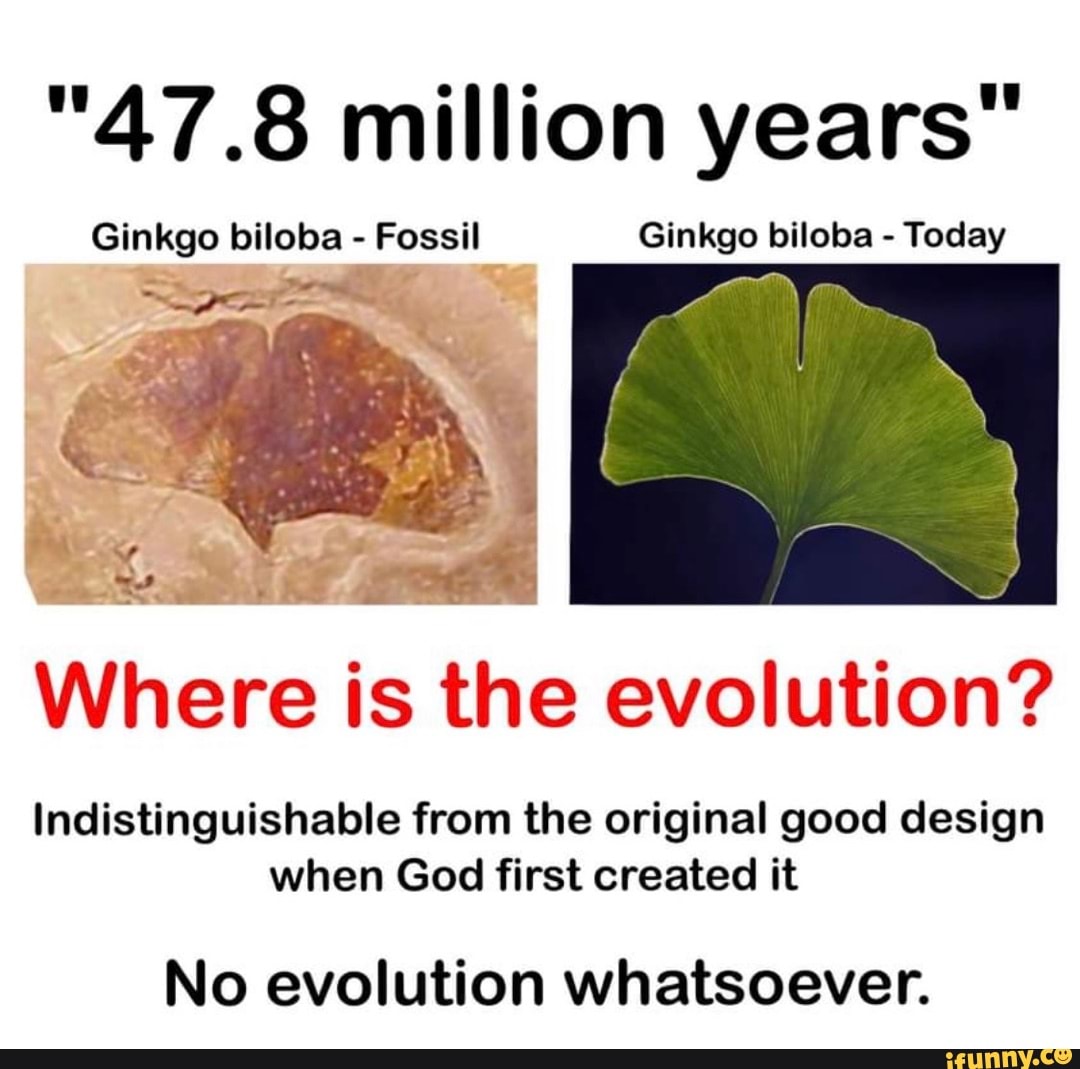 "47.8 million years"
Ginkgo biloba - Fossil
Ginkgo biloba - Today
Where is the evolution?
Indistinguishable from the original good design
when God first created it
No evolution whatsoever.
ifunny.co